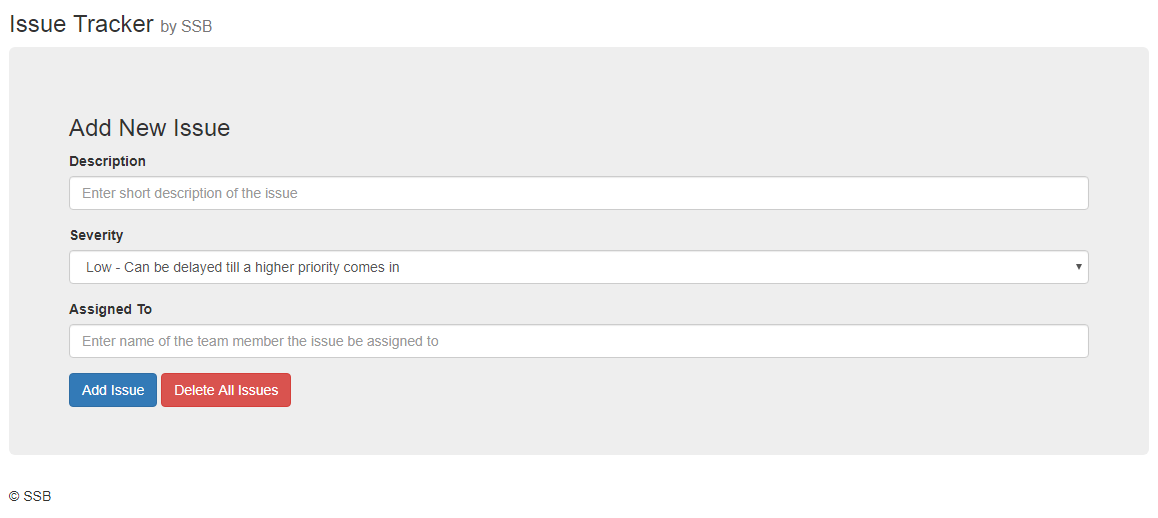 Issue Tracker by SSB
Add New Issue
Description
Enter short description of the issue
Severity
Low - Can be delayed till a higher priority comes in
Assigned To
Enter name of the team member the issue be assigned to
Add Issue Delete All Issues
© SSB